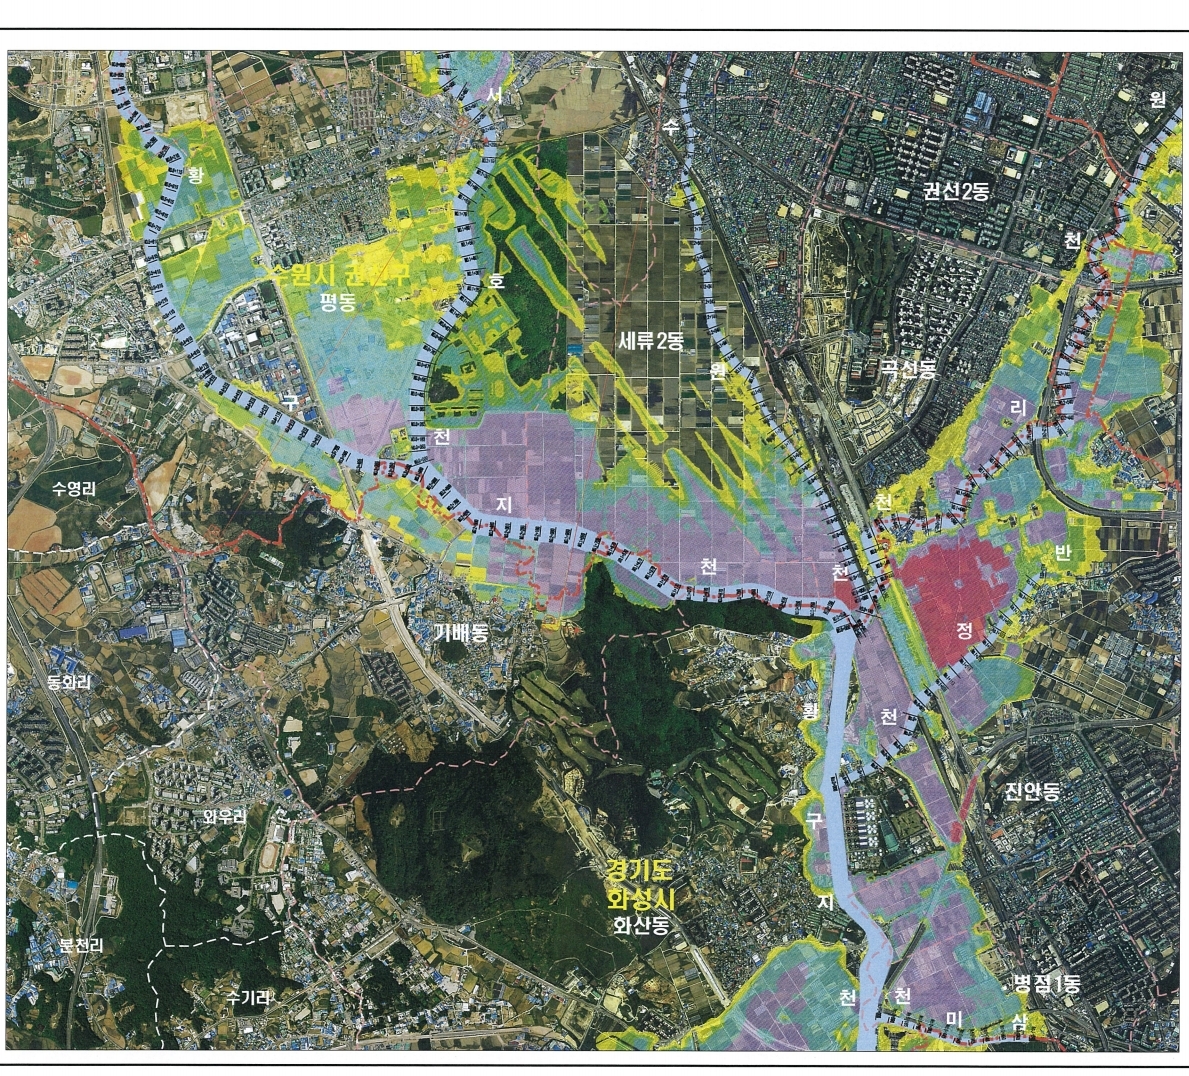 서
원
수
황
권선2동
천
호
수원시 권선구
평동
세류2동
원
곡선동
구
리
천
수영리
지
천
반
천
천
기배동
정
동화리
황
천
진안동
와우리
구
경기도
화성시
화산동
지
분천리
수기리
병점1동
천
천
미
삼